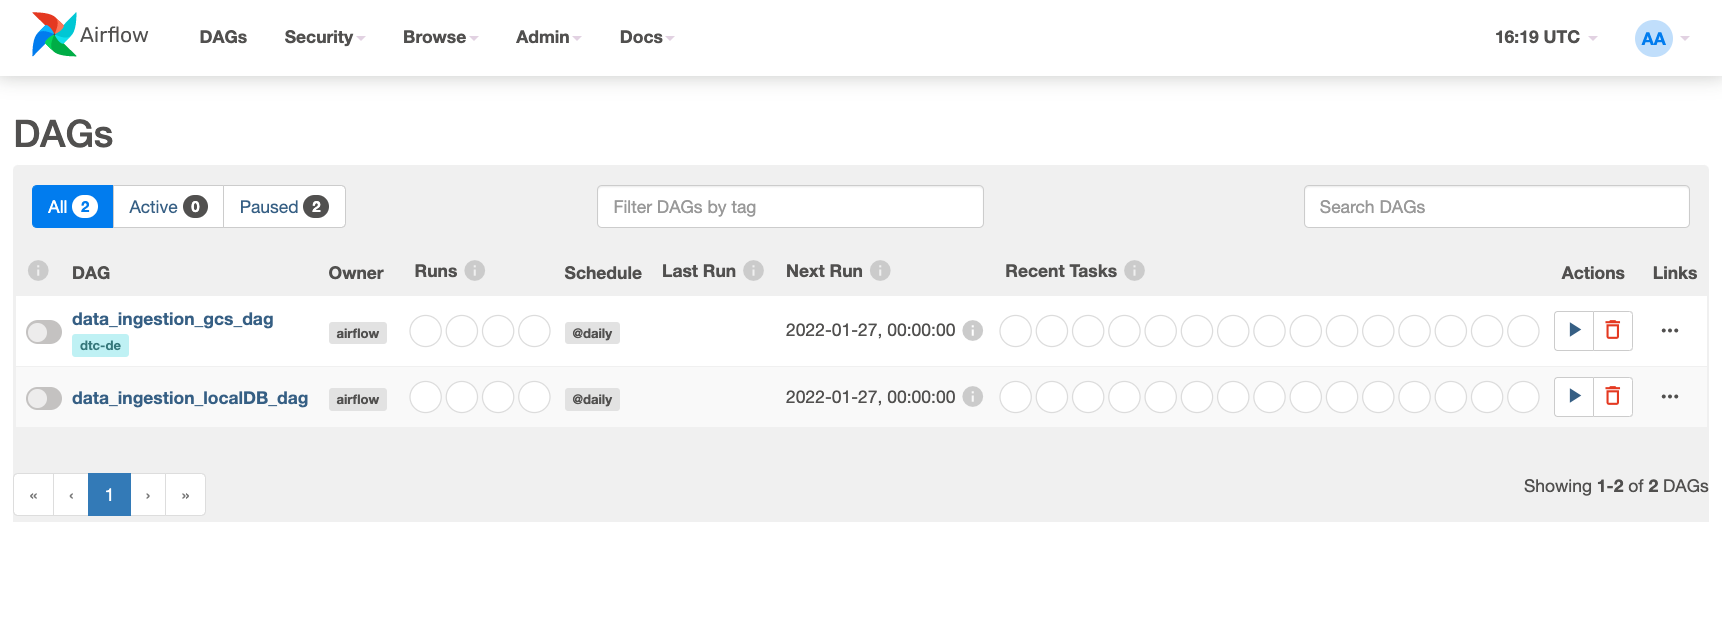 Airflow DAGs Security Browse Admin Docs 16:19 UTC AA
DAGs
All 2 Active 0 Paused 2 Filter DAGs by tag Search DAGs
i DAG Owner Runs i Schedule Last Run i Next Run i Recent Tasks i Actions Links
data_ingestion_gcs_dag airflow @daily 2022-01-27, 00:00:00 i ...
dtc-de
data_ingestion_localDB_dag airflow @daily 2022-01-27, 00:00:00 i ...
« ‹ 1 › » Showing 1-2 of 2 DAGs